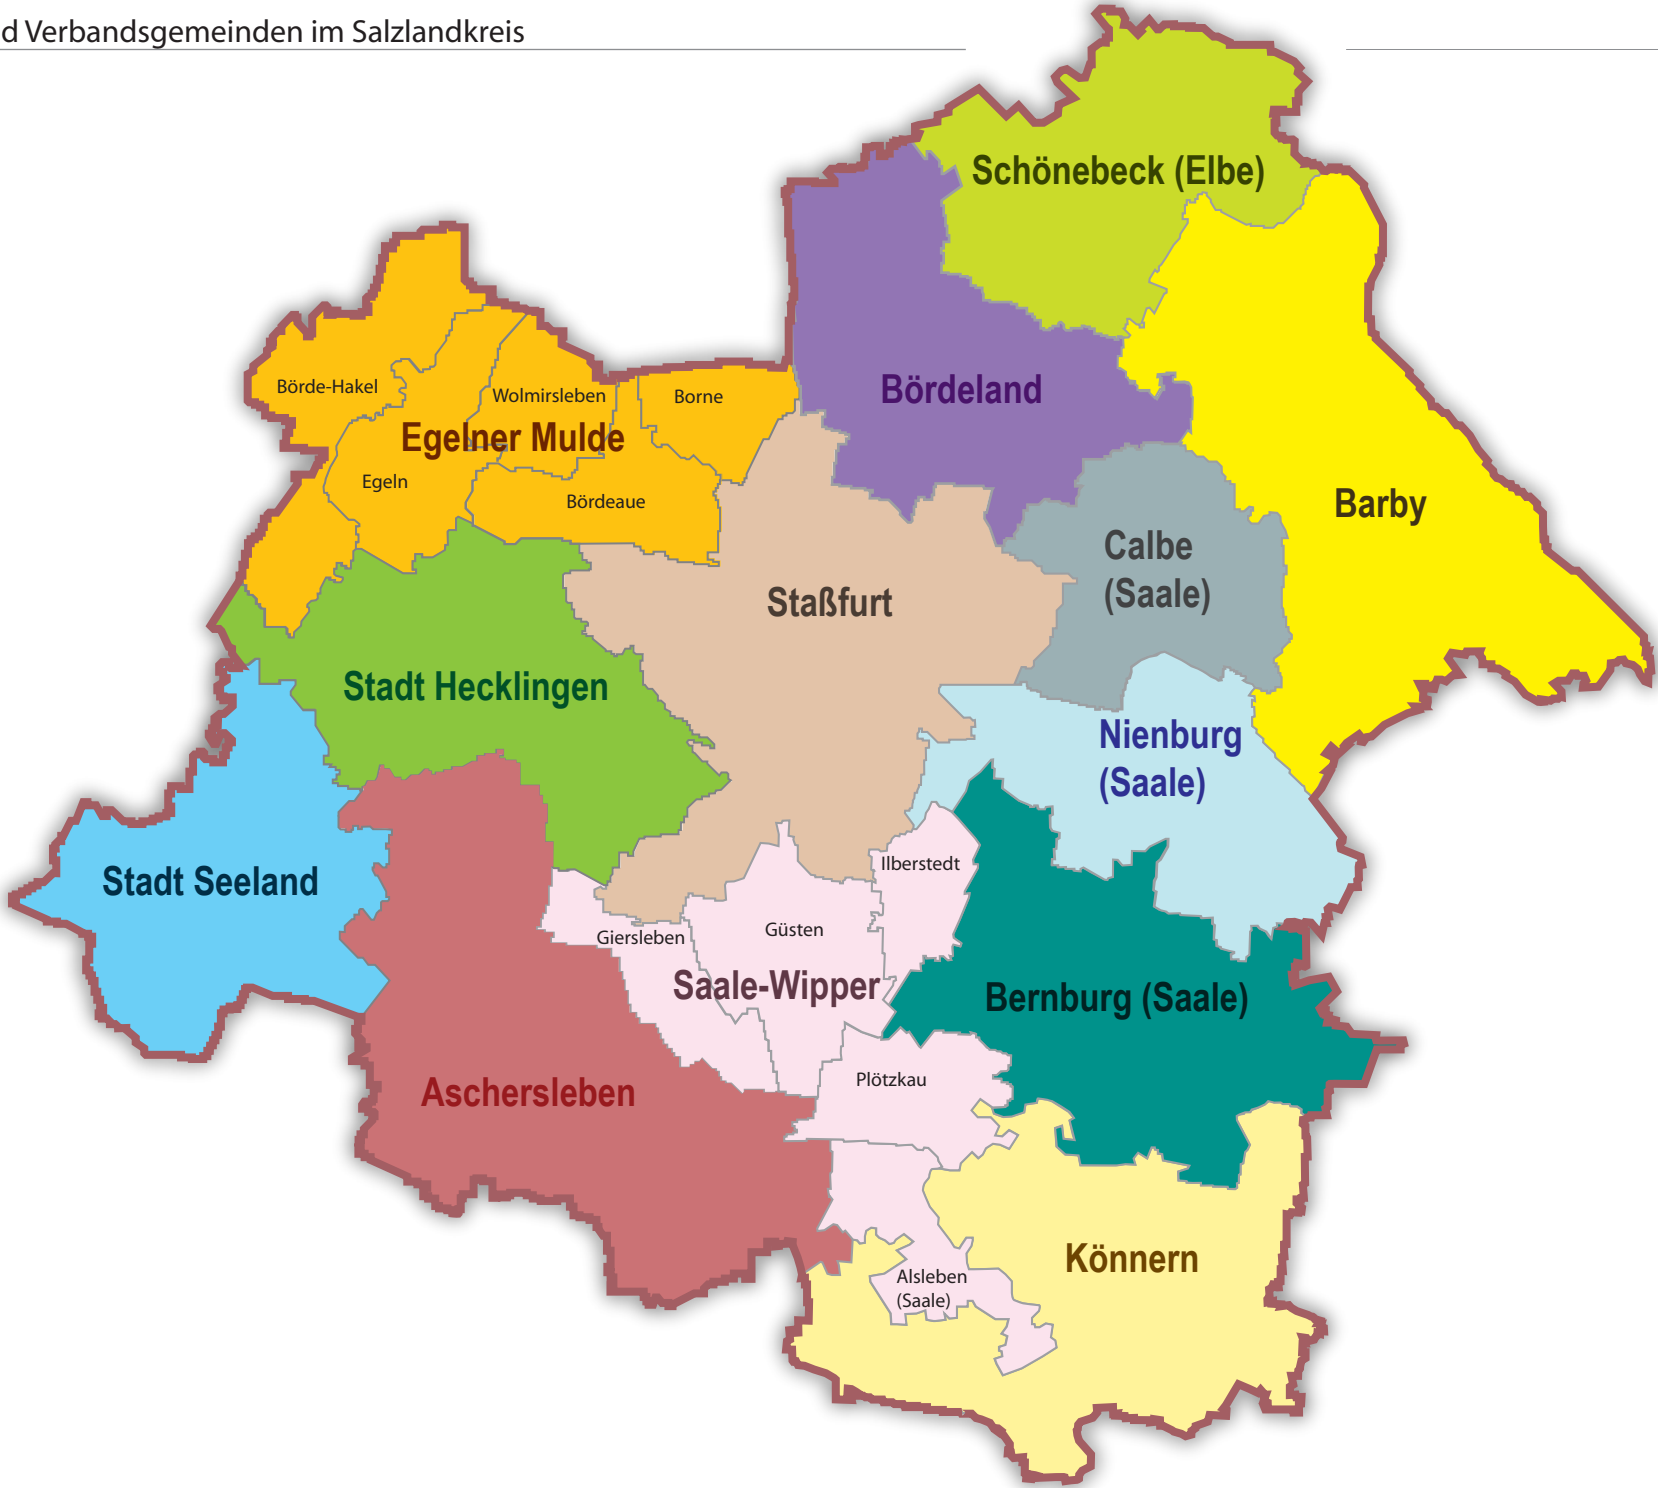 d Verbandsgemeinden im Salzlandkreis
Schönebeck (Elbe)
Börde-Hakel
Wolmirsleben
Borne
Bördeland
Egelner Mulde
Egeln
Bördeaue
Barby
Calbe
(Saale)
Staßfurt
Stadt Hecklingen
Nienburg
(Saale)
Stadt Seeland
Ilberstedt
Giersleben
Güsten
Saale-Wipper
Bernburg (Saale)
Aschersleben
Plötzkau
Könnern
Alsleben
(Saale)